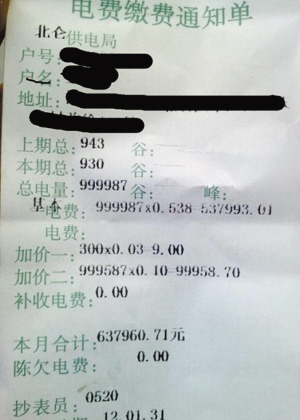 电费缴费通知单
北仑供电局
户号:
户名:
地址:
上期总: 943 谷:
本期总: 930 谷:
总电量: 999987 谷: 峰:
基本电费: 999987x0.538-537993.01
电费:
加价一: 300x0.03-9.00
加价二: 999587x0.10-99958.70
补收电费: 0.00
本月合计: 637960.71元
陈欠电费: 0.00
抄表员: 0520
12.01.31